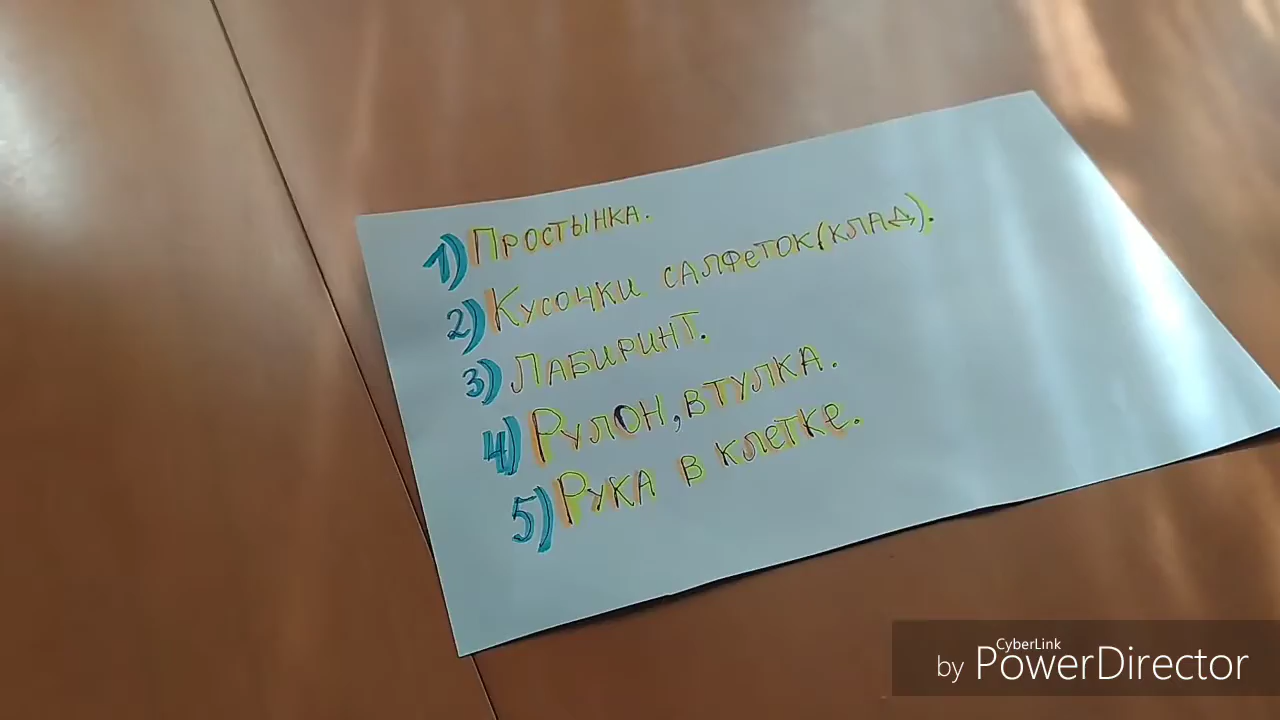 1) Простынка.
2) Кусочки салфеток(клад).
3) Лабиринт.
4) Рулон, втулка.
5) Рука в клетке.
CyberLink
by PowerDirector